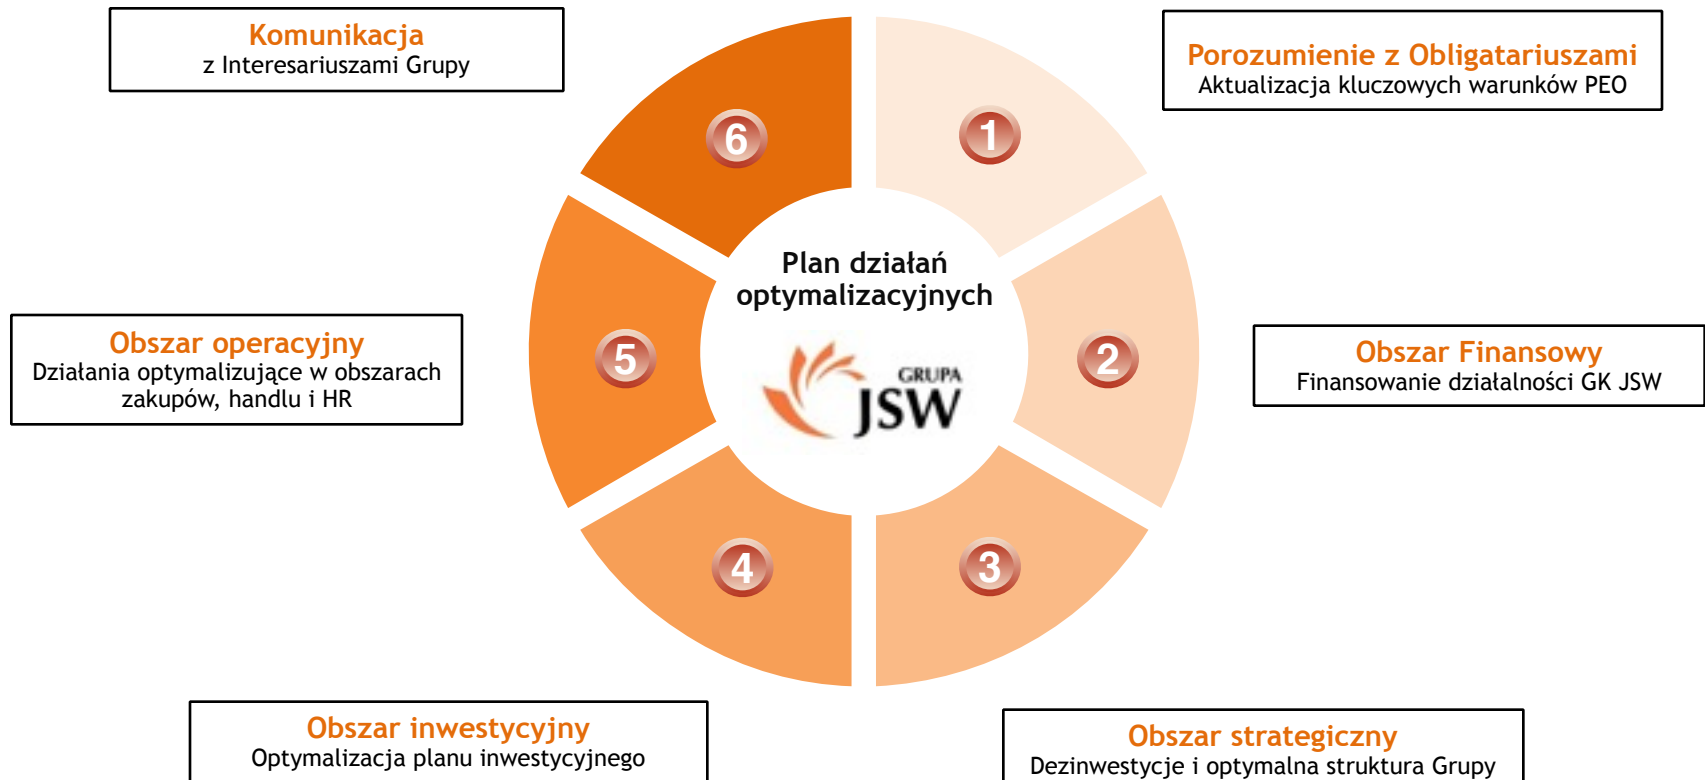 Komunikacja
z Interesariuszami Grupy
Porozumienie z Obligatariuszami
Aktualizacja kluczowych warunków PEO
6
1
Plan działań
optymalizacyjnych
GRUPA
JSW
Obszar operacyjny
Działania optymalizujące w obszarach
zakupów, handlu i HR
5
2
Obszar Finansowy
Finansowanie działalności GK JSW
4
3
Obszar inwestycyjny
Optymalizacja planu inwestycyjnego
Obszar strategiczny
Dezinwestycje i optymalna struktura Grupy